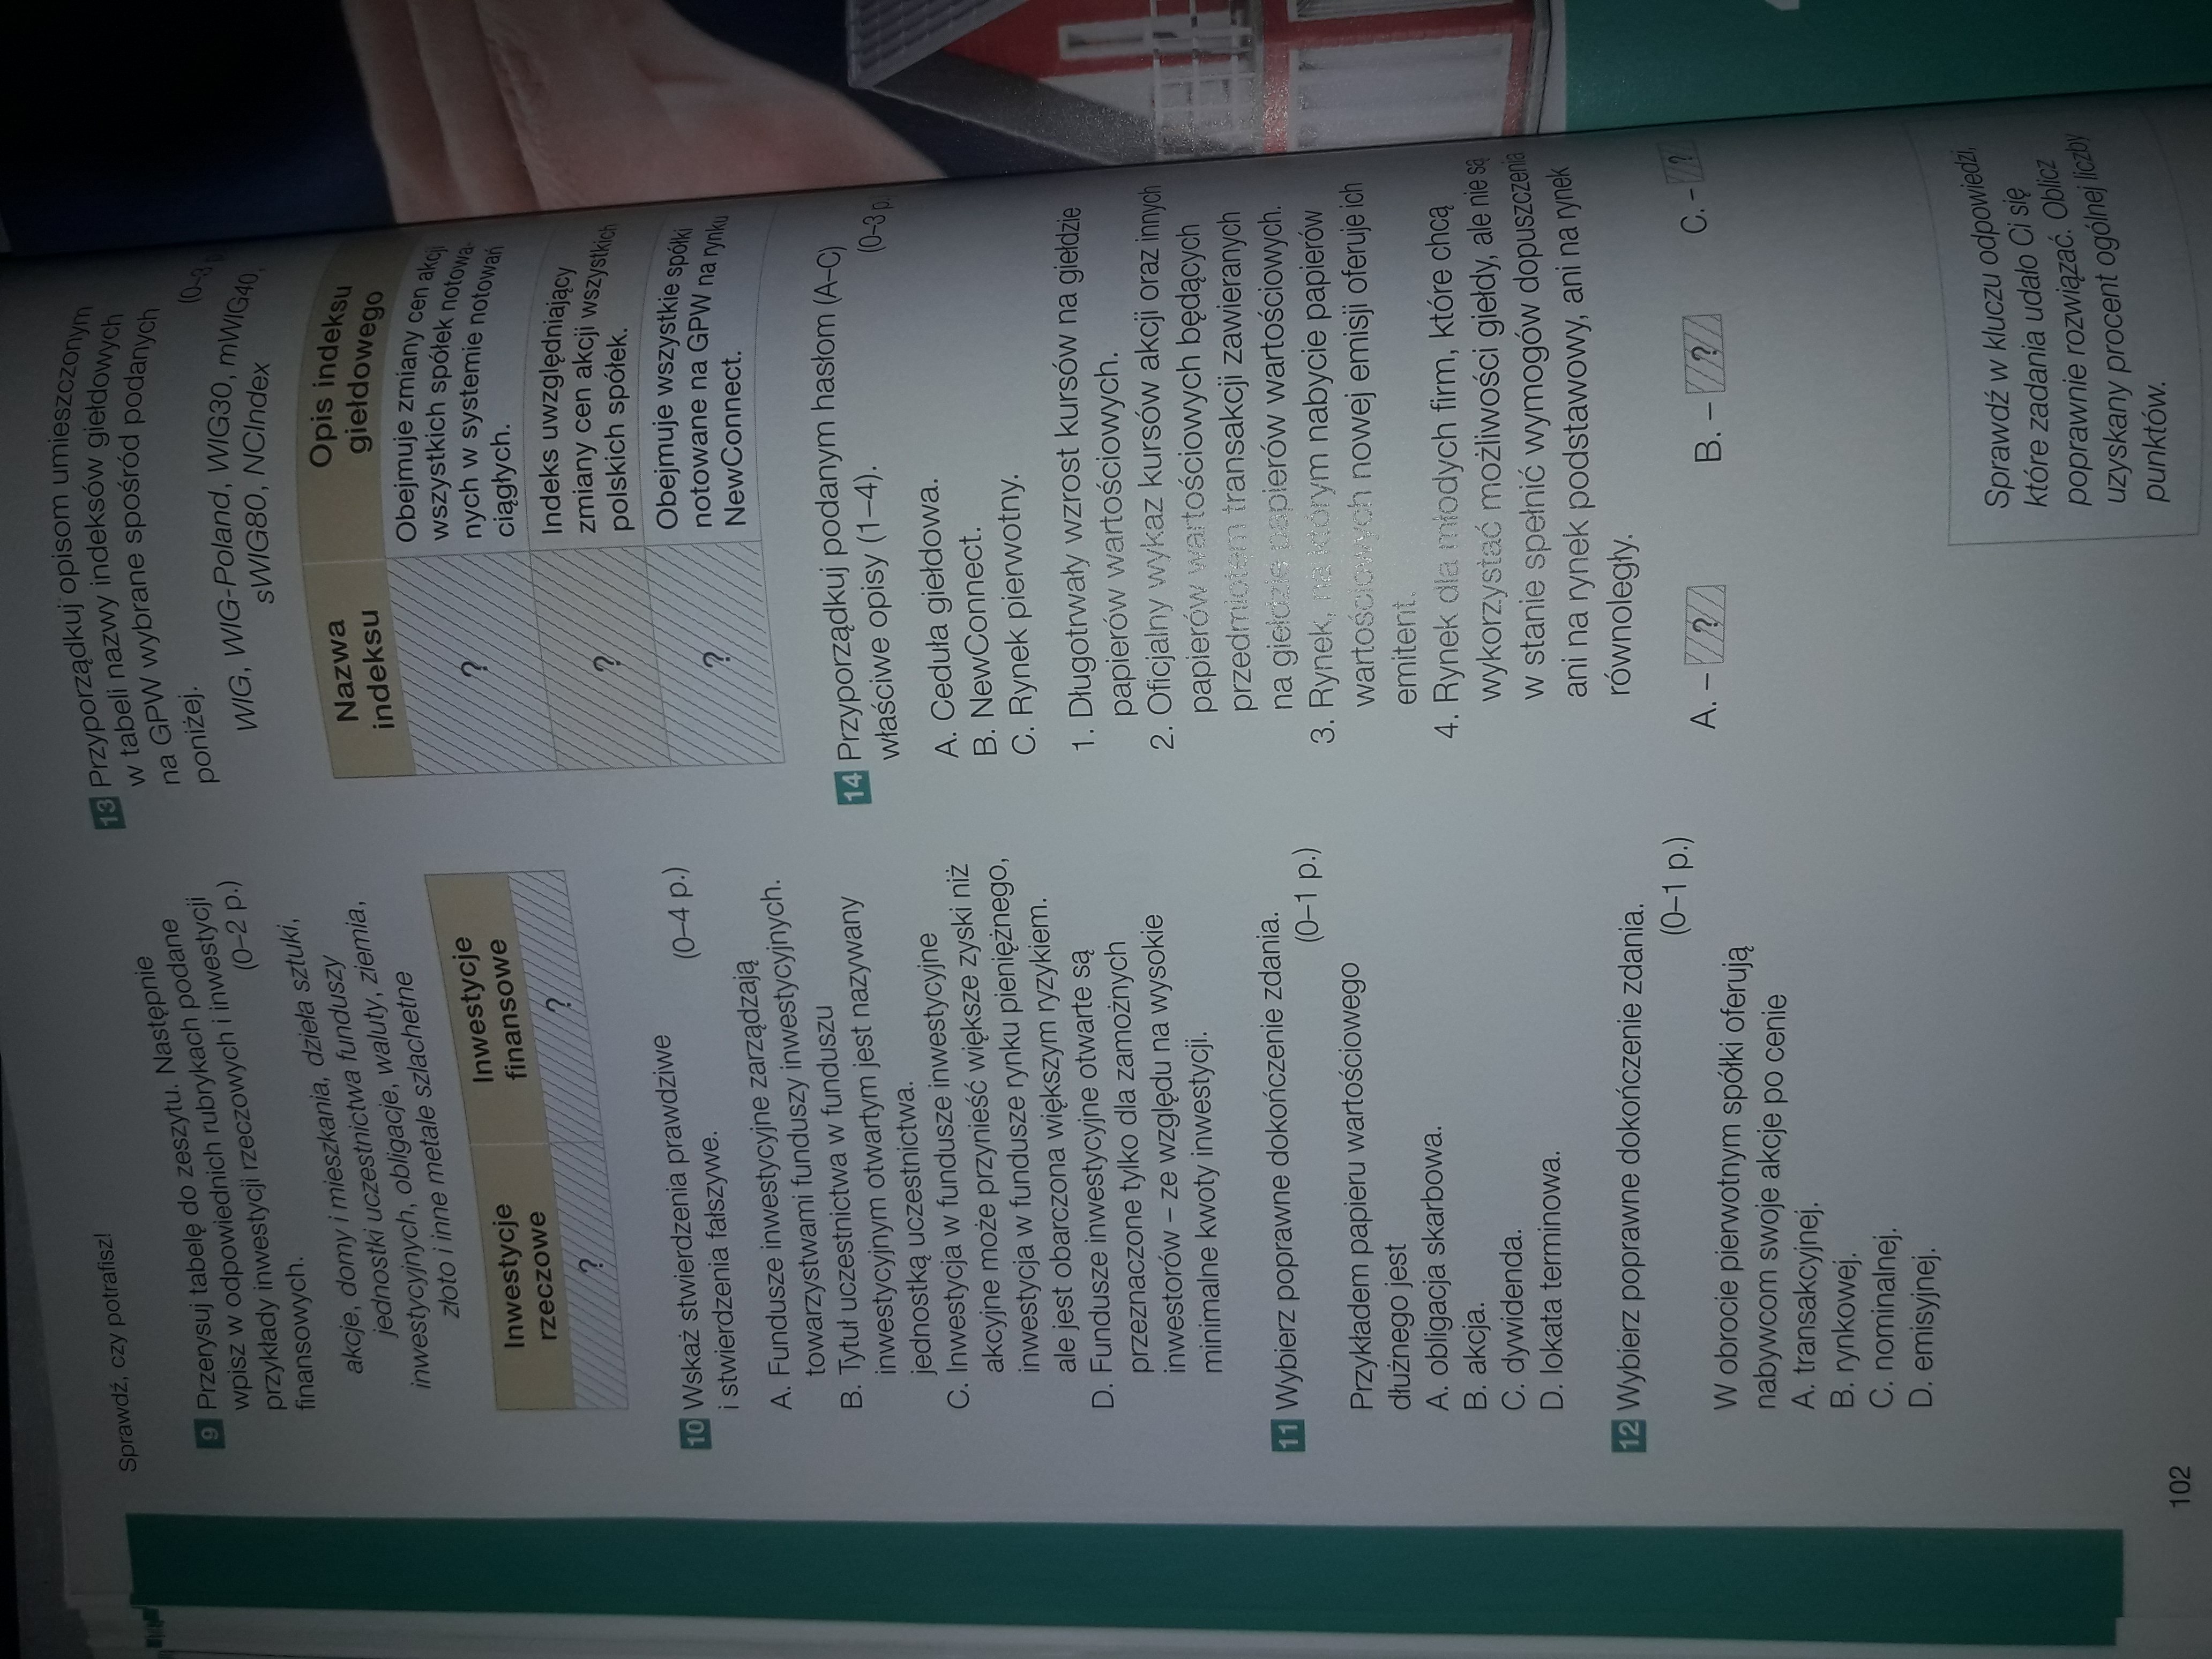 Sprawdź, czy potrafisz!
9 Przerysuj tabelę do zeszytu. Następnie
wpisz w odpowiednich rubrykach podane
przykłady inwestycji rzeczowych i inwestycji
finansowych. (0–2 p.)
akcje, domy i mieszkania, dzieła sztuki,
jednostki uczestnictwa funduszy
inwestycyjnych, obligacje, waluty, ziemia,
złoto i inne metale szlachetne
Inwestycje
rzeczowe
Inwestycje
finansowe
?
?
10 Wskaż stwierdzenia prawdziwe
i stwierdzenia fałszywe. (0–4 p.)
A. Fundusze inwestycyjne zarządzają
towarzystwami funduszy inwestycyjnych.
B. Tytuł uczestnictwa w funduszu
inwestycyjnym otwartym jest nazywany
jednostką uczestnictwa.
C. Inwestycja w fundusze inwestycyjne
akcyjne może przynieść większe zyski niż
inwestycja w fundusze rynku pieniężnego,
ale jest obarczona większym ryzykiem.
D. Fundusze inwestycyjne otwarte są
przeznaczone tylko dla zamożnych
inwestorów – ze względu na wysokie
minimalne kwoty inwestycji.
11 Wybierz poprawne dokończenie zdania.
(0–1 p.)
Przykładem papieru wartościowego
dłużnego jest
A. obligacja skarbowa.
B. akcja.
C. dywidenda.
D. lokata terminowa.
12 Wybierz poprawne dokończenie zdania.
(0–1 p.)
W obrocie pierwotnym spółki oferują
nabywcom swoje akcje po cenie
A. transakcyjnej.
B. rynkowej.
C. nominalnej.
D. emisyjnej.
102
13 Przyporządkuj opisom umieszczonym
w tabeli nazwy indeksów giełdowych
na GPW wybrane spośród podanych
poniżej. (0–3
WIG, WIG-Poland, WIG30, mWIG40,
sWIG80, NCIndex
Nazwa
indeksu
Opis indeksu
giełdowego
?
Obejmuje zmiany cen akcji
wszystkich spółek notowa-
nych w systemie notowań
ciągłych.
?
Indeks uwzględniający
zmiany cen akcji wszystkich
polskich spółek.
?
Obejmuje wszystkie spółki
notowane na GPW na rynku
NewConnect.
14 Przyporządkuj podanym hasłom (A–C)
właściwe opisy (1–4). (0–3 p.
A. Ceduła giełdowa.
B. NewConnect.
C. Rynek pierwotny.
1. Długotrwały wzrost kursów na giełdzie
papierów wartościowych.
2. Oficjalny wykaz kursów akcji oraz innych
papierów wartościowych będących
przedmiotem transakcji zawieranych
na giełdzie papierów wartościowych.
3. Rynek, na którym nabycie papierów
wartościowych nowej emisji oferuje ich
emitent.
4. Rynek dla młodych firm, które chcą
wykorzystać możliwości giełdy, ale nie są
w stanie spełnić wymogów dopuszczenia
ani na rynek podstawowy, ani na rynek
równoległy.
A. – ? B. – ? C. – ?
Sprawdź w kluczu odpowiedzi,
które zadania udało Ci się
poprawnie rozwiązać. Oblicz
uzyskany procent ogólnej liczby
punktów.